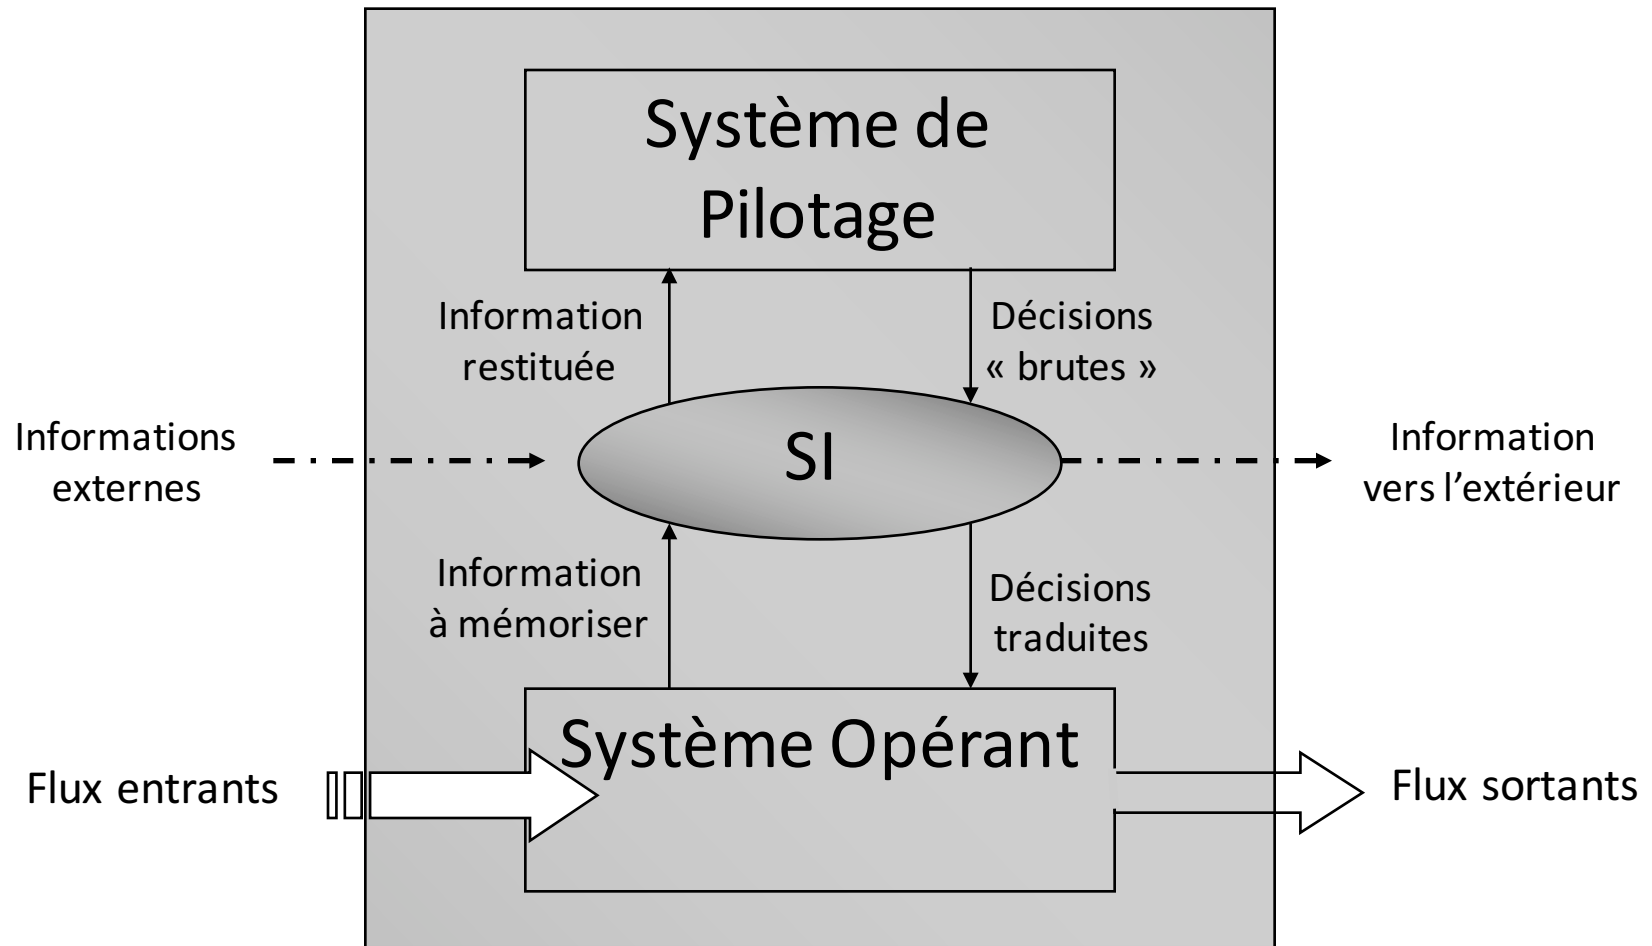 Système de
Pilotage
Information
restituée
Décisions
« brutes »
Informations
externes
SI
Information
vers l’extérieur
Information
à mémoriser
Décisions
traduites
Système Opérant
Flux entrants
Flux sortants